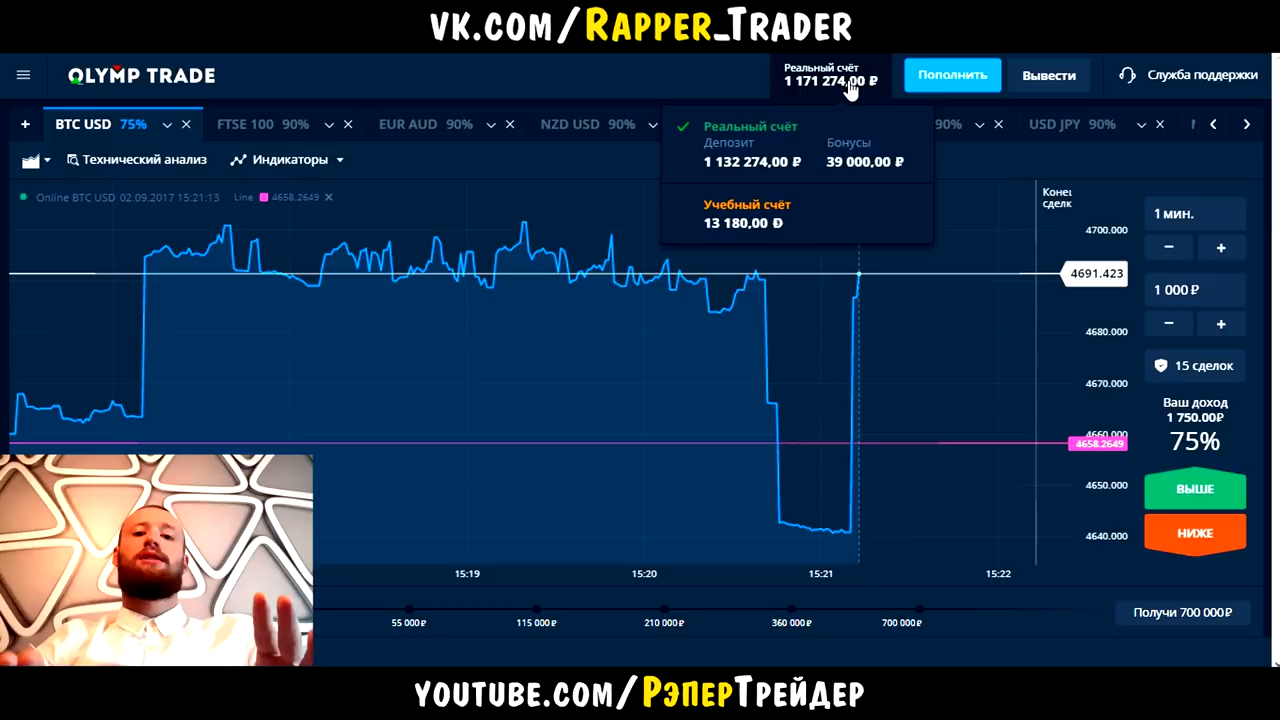 vk.com/Rapper_Trader
OLYMP TRADE
Реальный счёт
1 171 274,00 ₽
Пополнить
Вывести
Служба поддержки
+ BTC USD 75%
FTSE 100 90%
EUR AUD 90%
NZD USD 90%
90%
USD JPY 90%
Технический анализ
Индикаторы
Реальный счёт
Депозит
Бонусы
1 132 274,00 ₽
39 000,00 ₽
Учебный счёт
13 180,00 Ð
Online BTC USD 02.09.2017 15:21:13
Line 4658.2649
Конец
сделк
4700.000
4691.423
4680.000
4670.000
4660.000
4658.2649
4650.000
4640.000
1 мин.
− +
1 000 ₽
− +
15 сделок
Ваш доход
1 750.00₽
75%
ВЫШЕ
НИЖЕ
15:19
15:20
15:21
15:22
55 000₽
115 000₽
210 000₽
360 000₽
700 000₽
Получи 700 000₽
youtube.com/РэперТрейдер